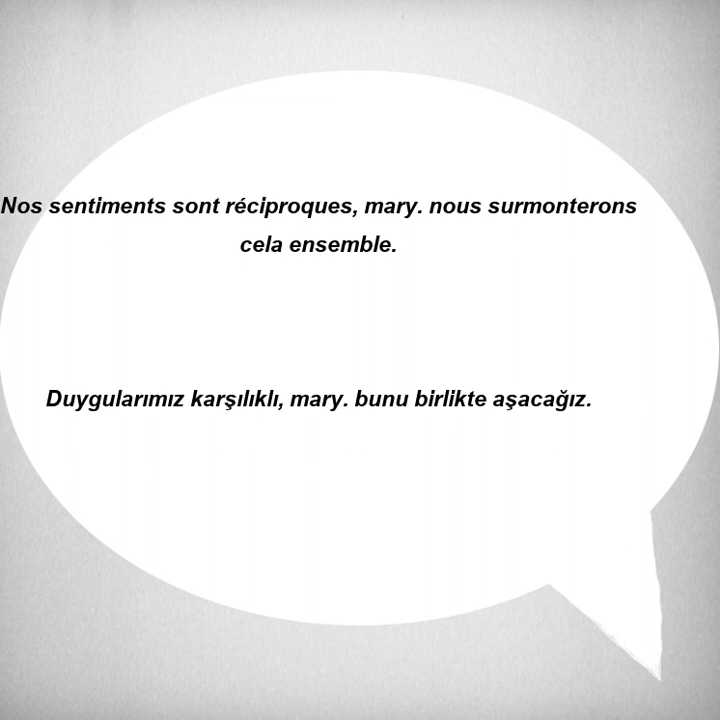 Nos sentiments sont réciproques, mary. nous surmonterons
cela ensemble.
Duygularımız karşılıklı, mary. bunu birlikte aşacağız.